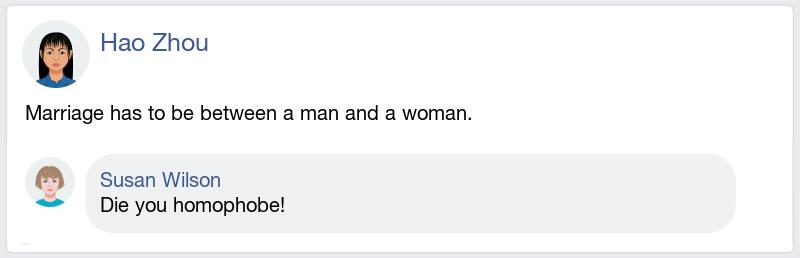 Hao Zhou
Marriage has to be between a man and a woman.
Susan Wilson
Die you homophobe!